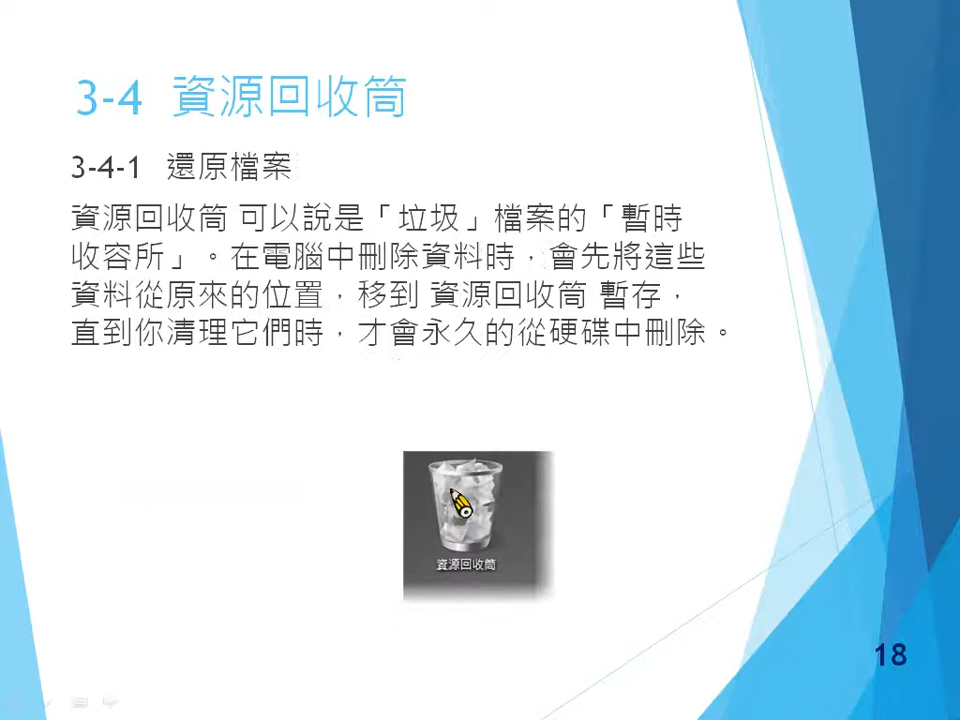 3-4 資源回收筒
3-4-1 還原檔案
資源回收筒 可以說是「垃圾」檔案的「暫時
收容所」。在電腦中刪除資料時，會先將這些
資料從原來的位置，移到 資源回收筒 暫存，
直到你清理它們時，才會永久的從硬碟中刪除。
資源回收筒
18